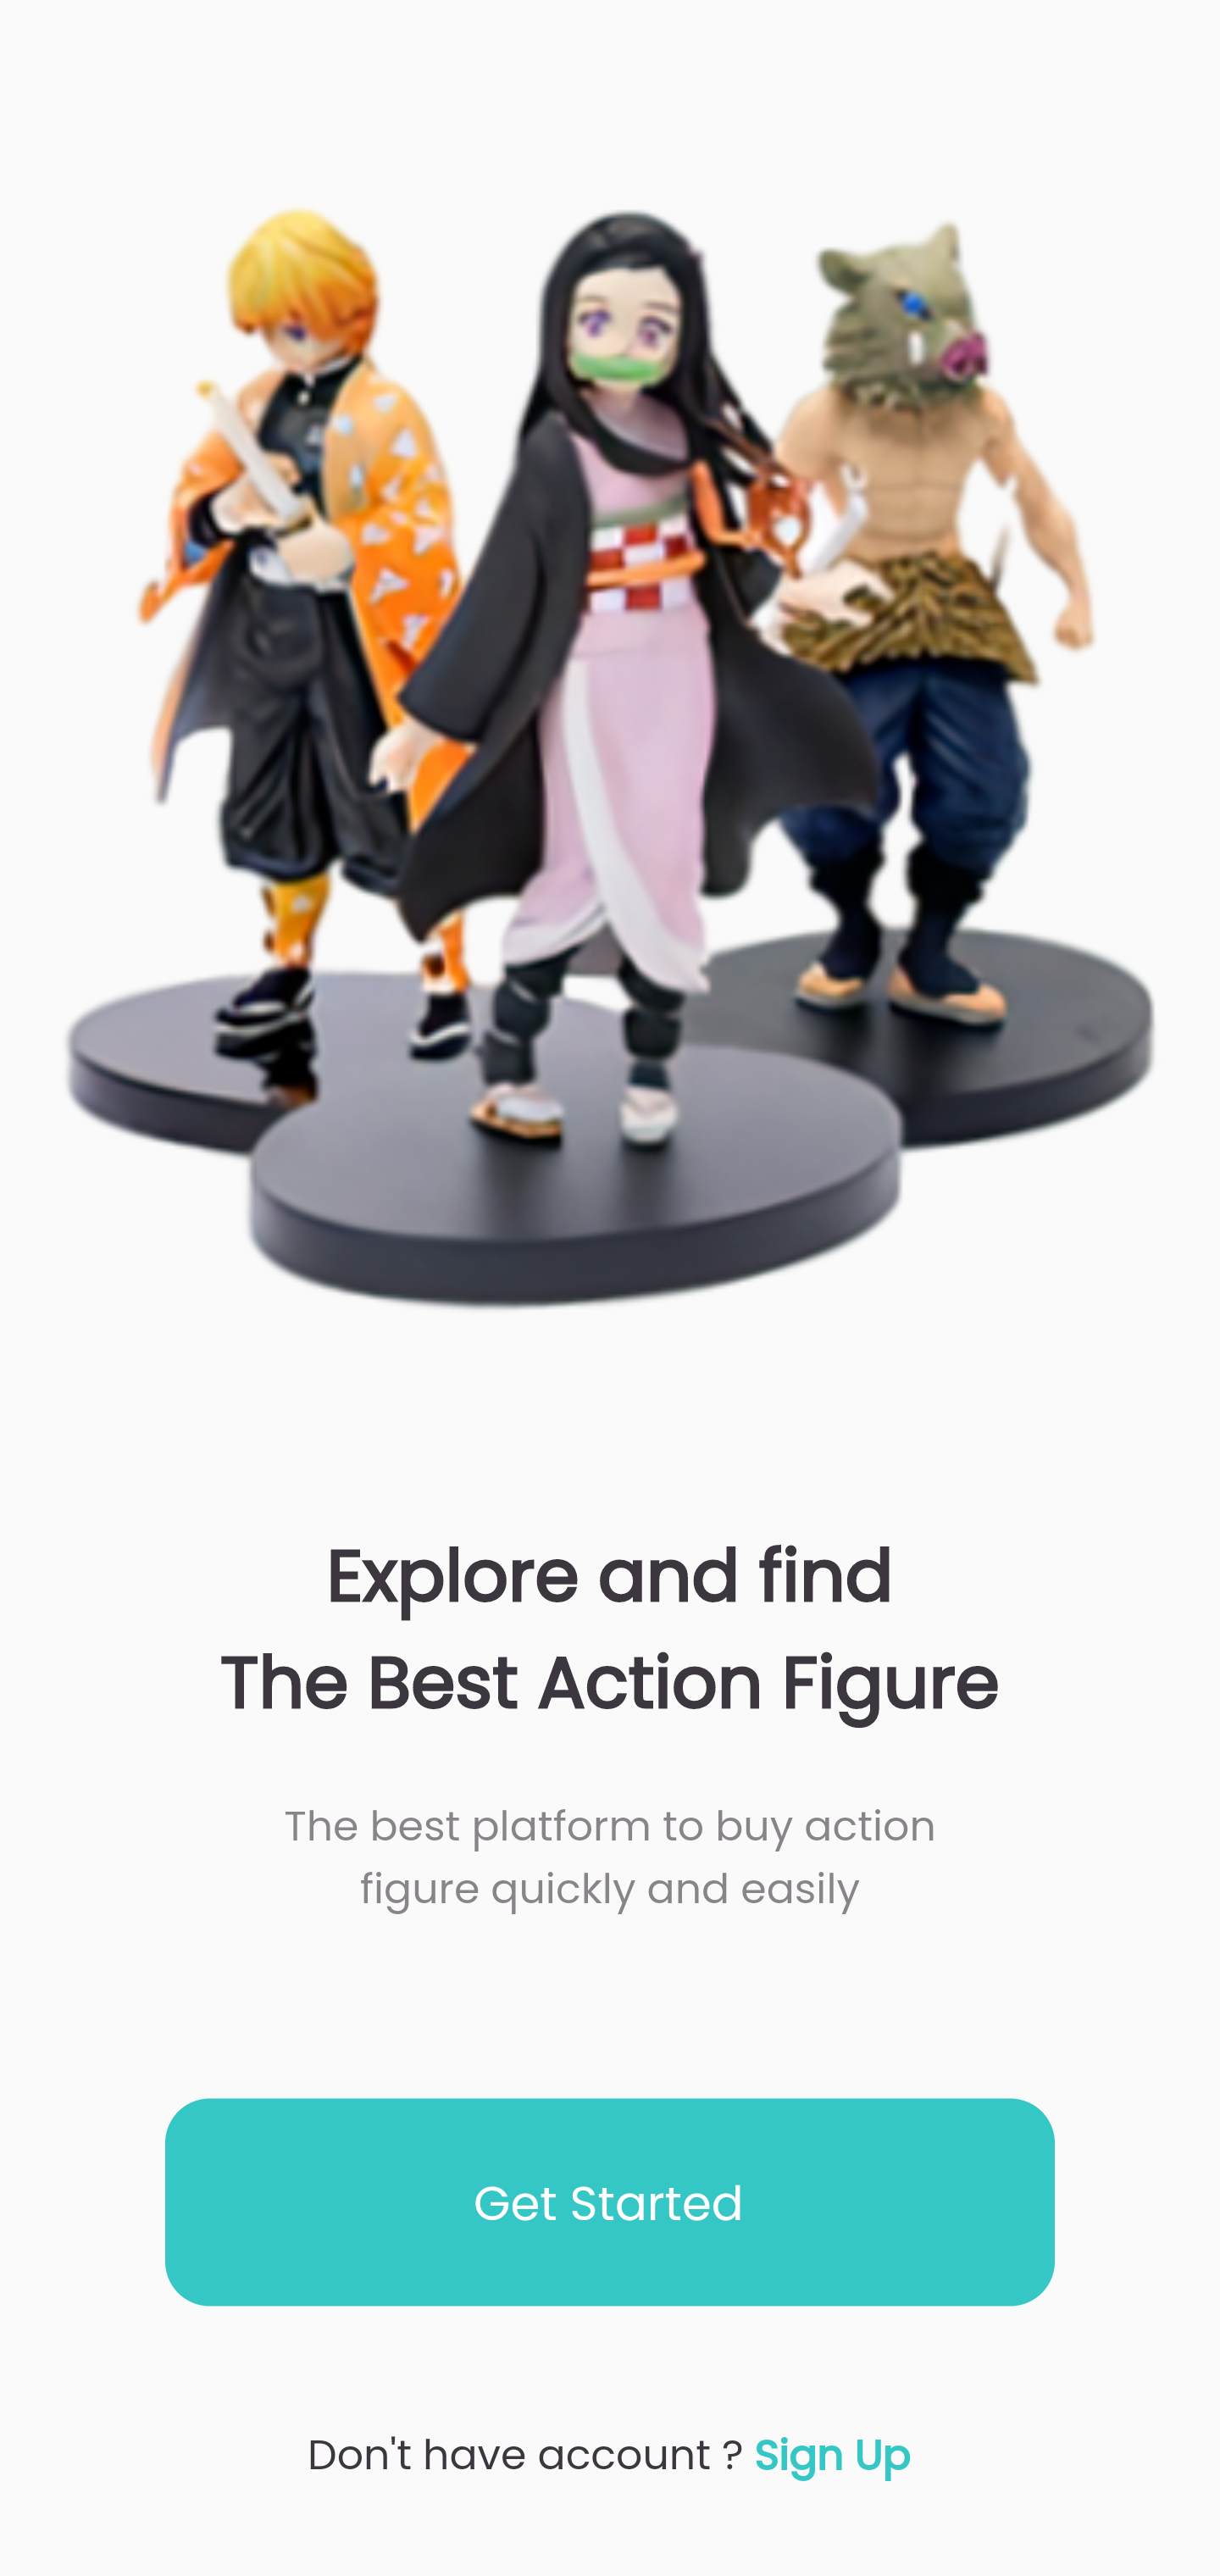 Explore and find
The Best Action Figure
The best platform to buy action
figure quickly and easily
Get Started
Don't have account ? Sign Up